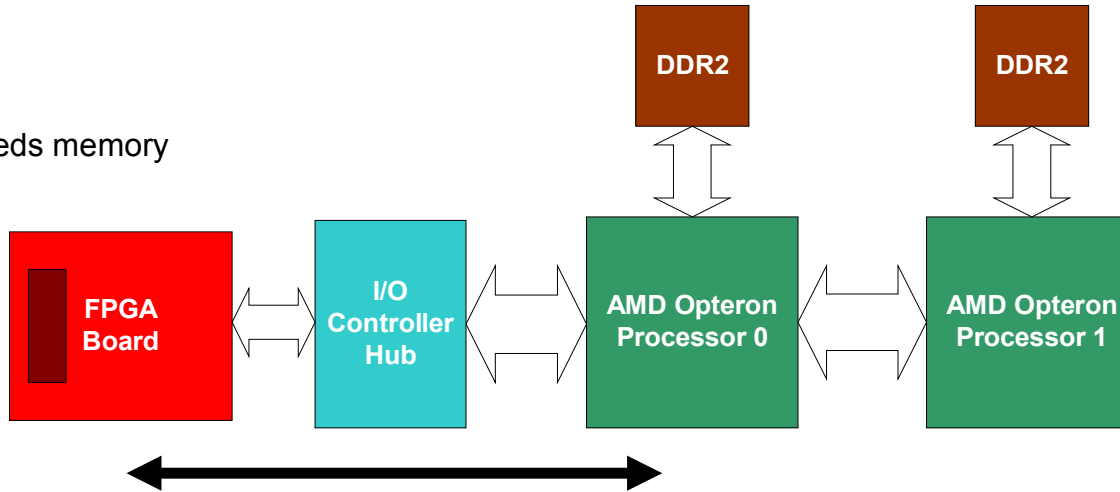 DDR2
DDR2
eds memory
FPGA
Board
I/O
Controller
Hub
AMD Opteron
Processor 0
AMD Opteron
Processor 1